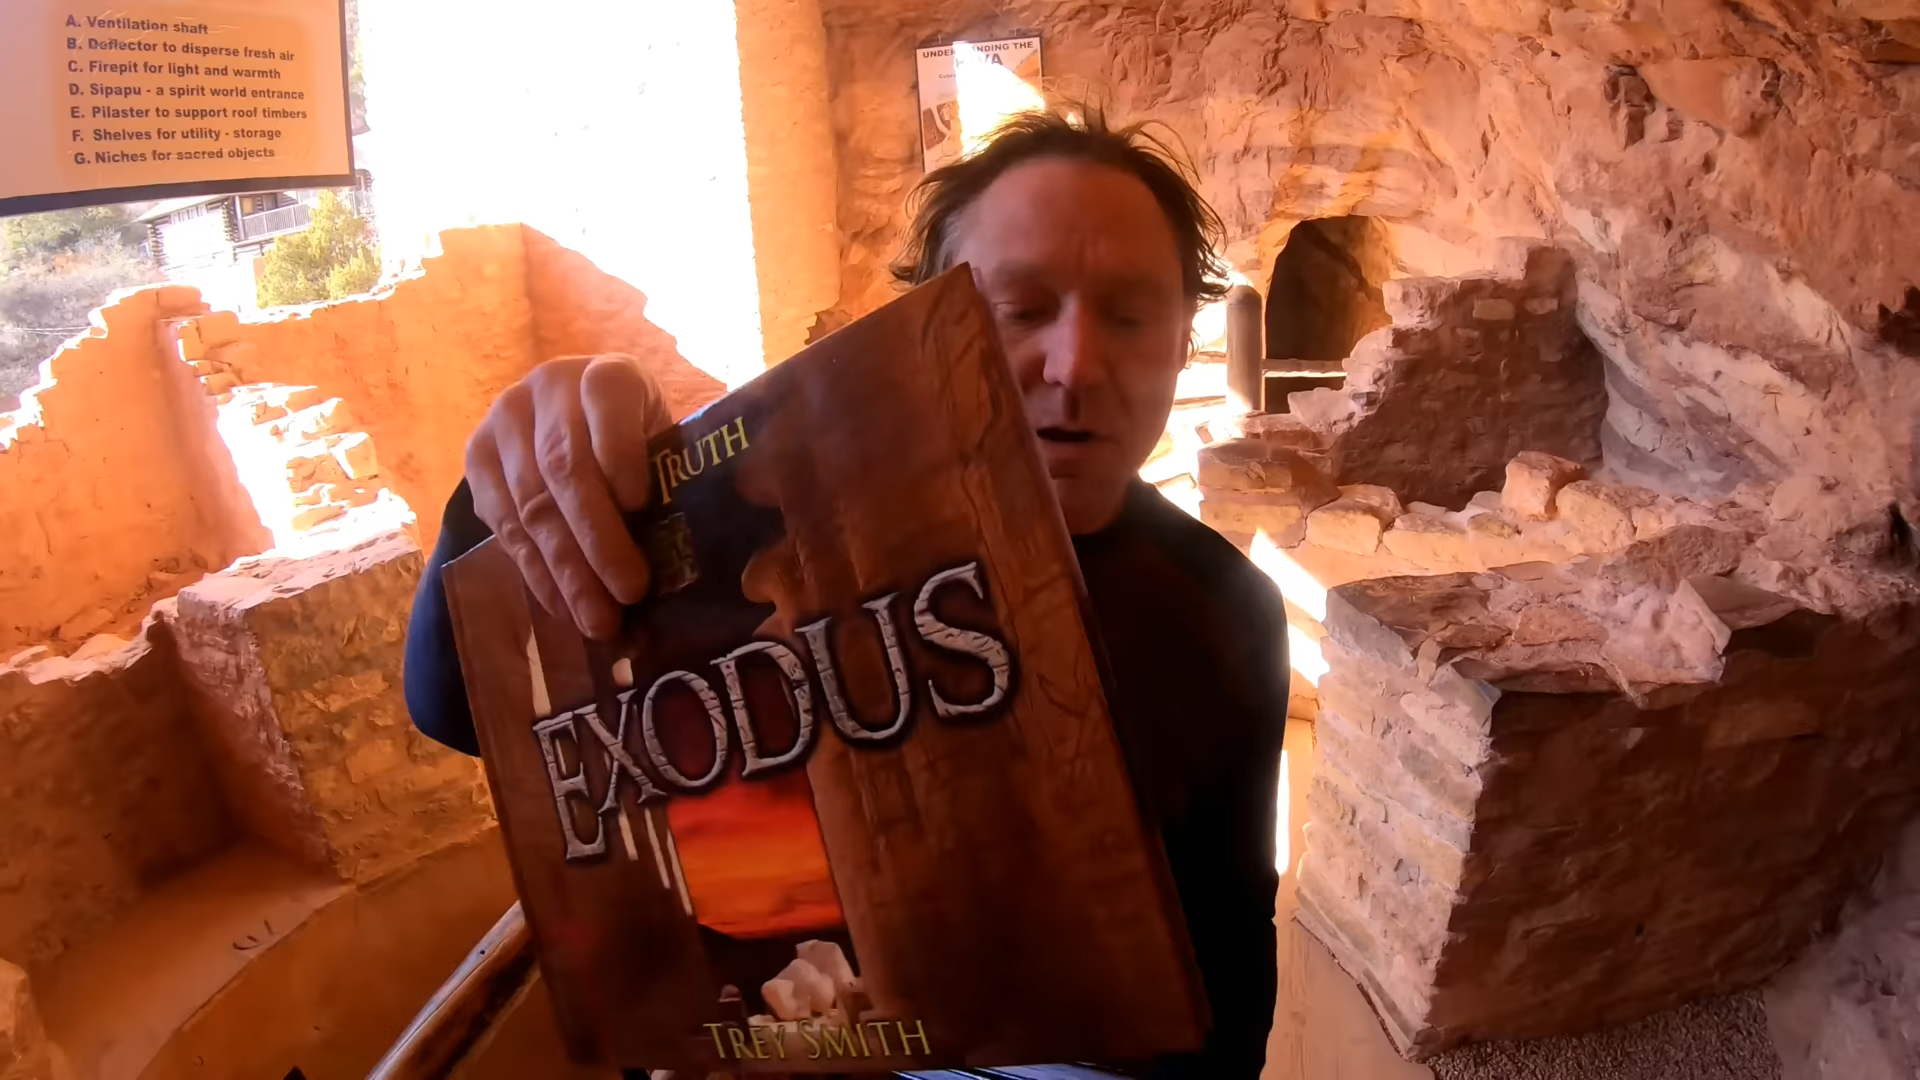 A. Ventilation shaft
B. Deflector to disperse fresh air
C. Firepit for light and warmth
D. Sipapu - a spirit world entrance
E. Pilaster to support roof timbers
F. Shelves for utility - storage
G. Niches for sacred objects
THE
TRUTH
EXODUS
TREY SMITH